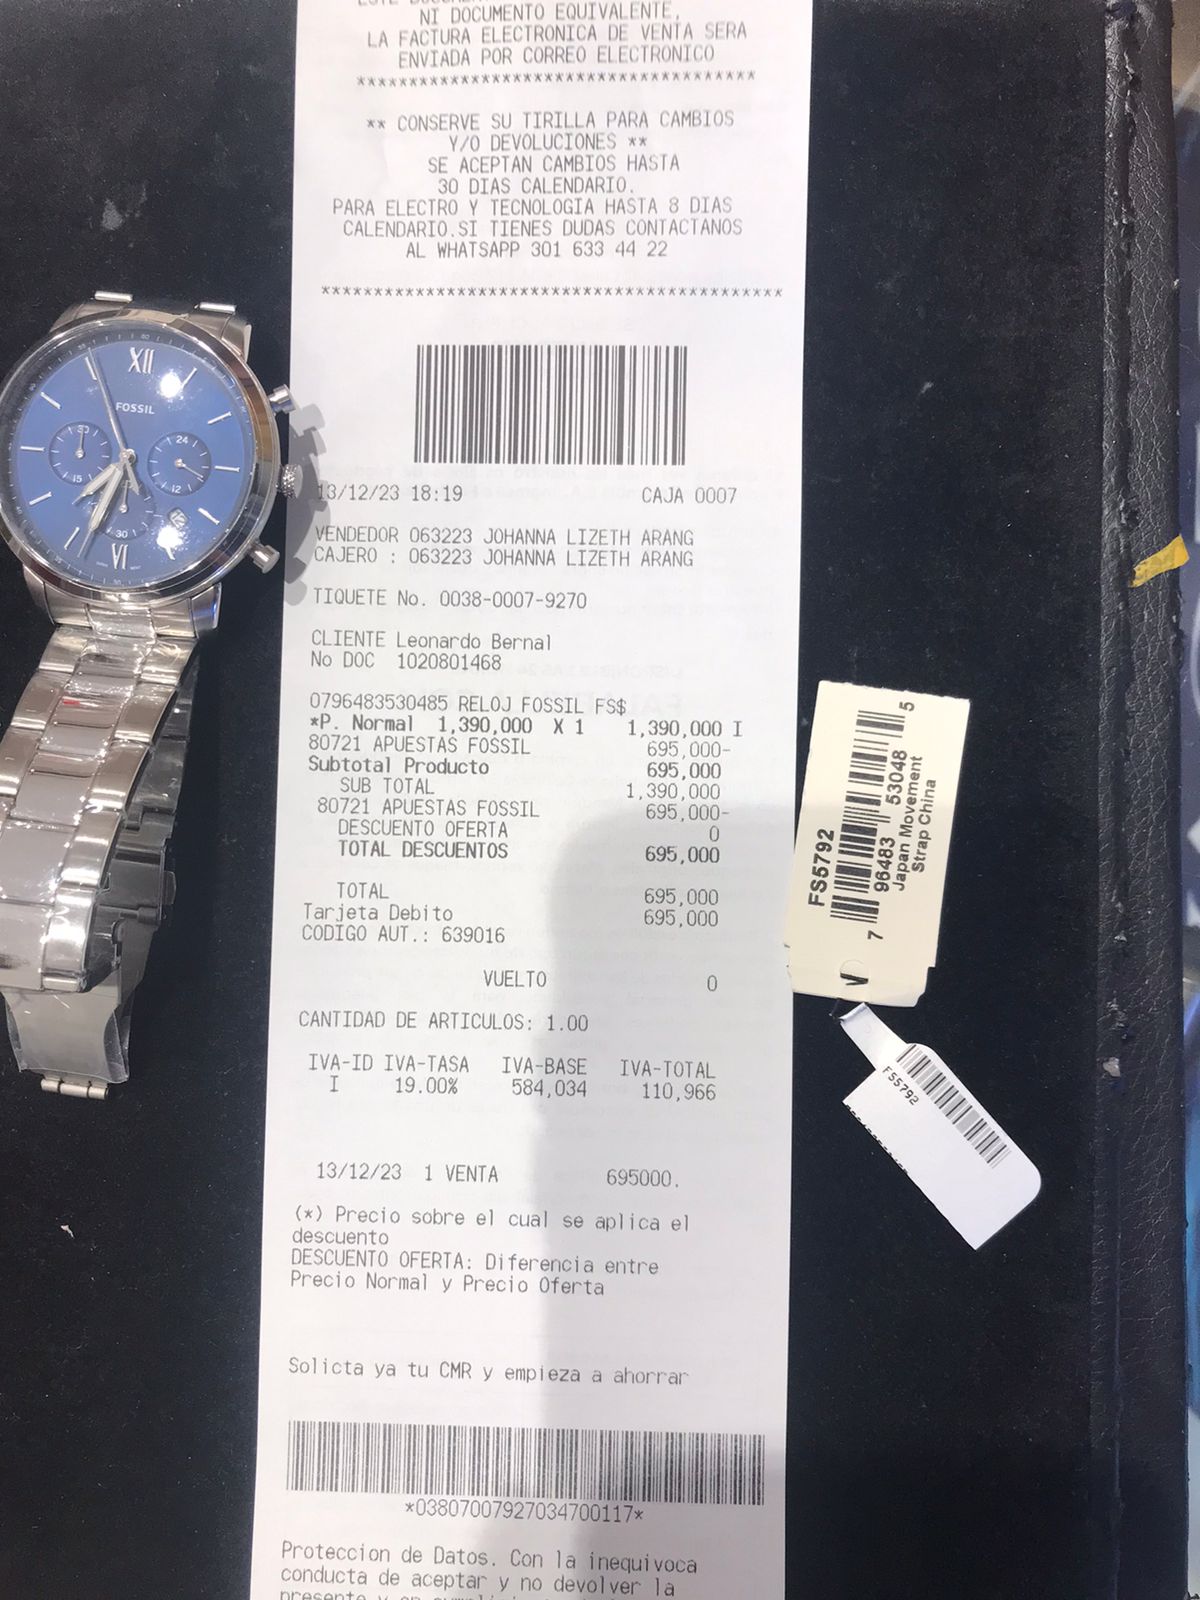 NI DOCUMENTO EQUIVALENTE,
LA FACTURA ELECTRONICA DE VENTA SERA
ENVIADA POR CORREO ELECTRONICO
****************************************
** CONSERVE SU TIRILLA PARA CAMBIOS
Y/O DEVOLUCIONES **
SE ACEPTAN CAMBIOS HASTA
30 DIAS CALENDARIO.
PARA ELECTRO Y TECNOLOGIA HASTA 8 DIAS
CALENDARIO.SI TIENES DUDAS CONTACTANOS
AL WHATSAPP 301 633 44 22
****************************************
13/12/23 18:19 CAJA 0007
VENDEDOR 063223 JOHANNA LIZETH ARANG
CAJERO : 063223 JOHANNA LIZETH ARANG
TIQUETE No. 0038-0007-9270
CLIENTE Leonardo Bernal
No DOC 1020801468
0796483530485 RELOJ FOSSIL FS$
*P. Normal 1,390,000 X 1 1,390,000 I
80721 APUESTAS FOSSIL 695,000-
Subtotal Producto 695,000
SUB TOTAL 1,390,000
80721 APUESTAS FOSSIL 695,000-
DESCUENTO OFERTA 0
TOTAL DESCUENTOS 695,000
TOTAL 695,000
Tarjeta Debito 695,000
CODIGO AUT.: 639016
VUELTO 0
CANTIDAD DE ARTICULOS: 1.00
IVA-ID IVA-TASA IVA-BASE IVA-TOTAL
I 19.00% 584,034 110,966
13/12/23 1 VENTA 695000.
(*) Precio sobre el cual se aplica el
descuento
DESCUENTO OFERTA: Diferencia entre
Precio Normal y Precio Oferta
Solicta ya tu CMR y empieza a ahorrar
*03807007927034700117*
Proteccion de Datos. Con la inequivoca
conducta de aceptar y no devolver la
XII
FOSSIL
30
15
24
12
30
VI
FS5792
7 96483 53048 5
Japan Movement
Strap China
FS5792